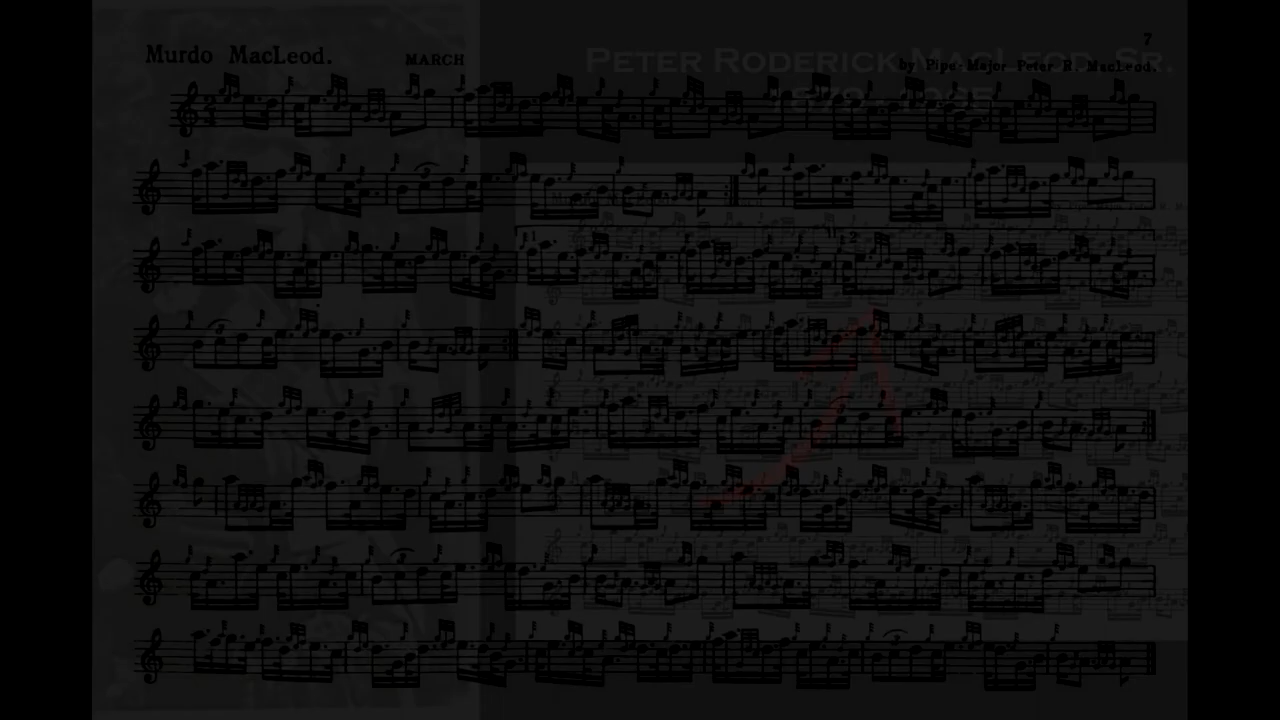 Murdo MacLeod.
MARCH
PETER RODERICK MACLEOD, SR.
7
by Pipe-Major Peter R. MacLeod.